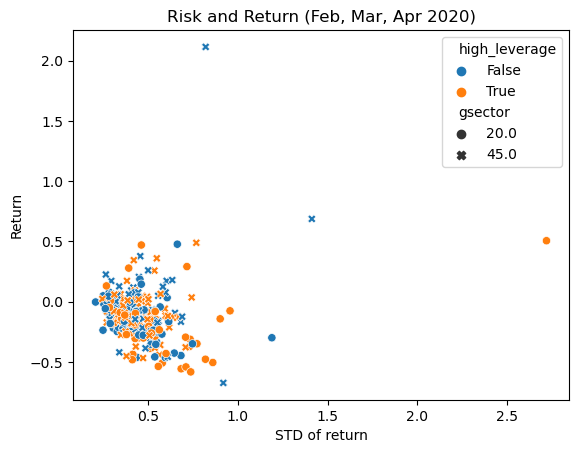 Risk and Return (Feb, Mar, Apr 2020)
high_leverage
False
True
gsector
20.0
45.0
Return
2.0
1.5
1.0
0.5
0.0
−0.5
0.5
1.0
1.5
2.0
2.5
STD of return